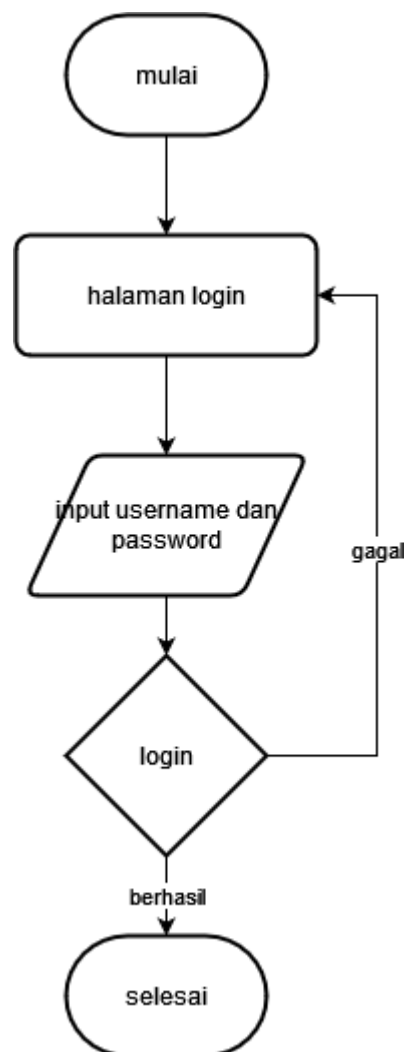 mulai
halaman login
input username dan
password
gagal
login
berhasil
selesai